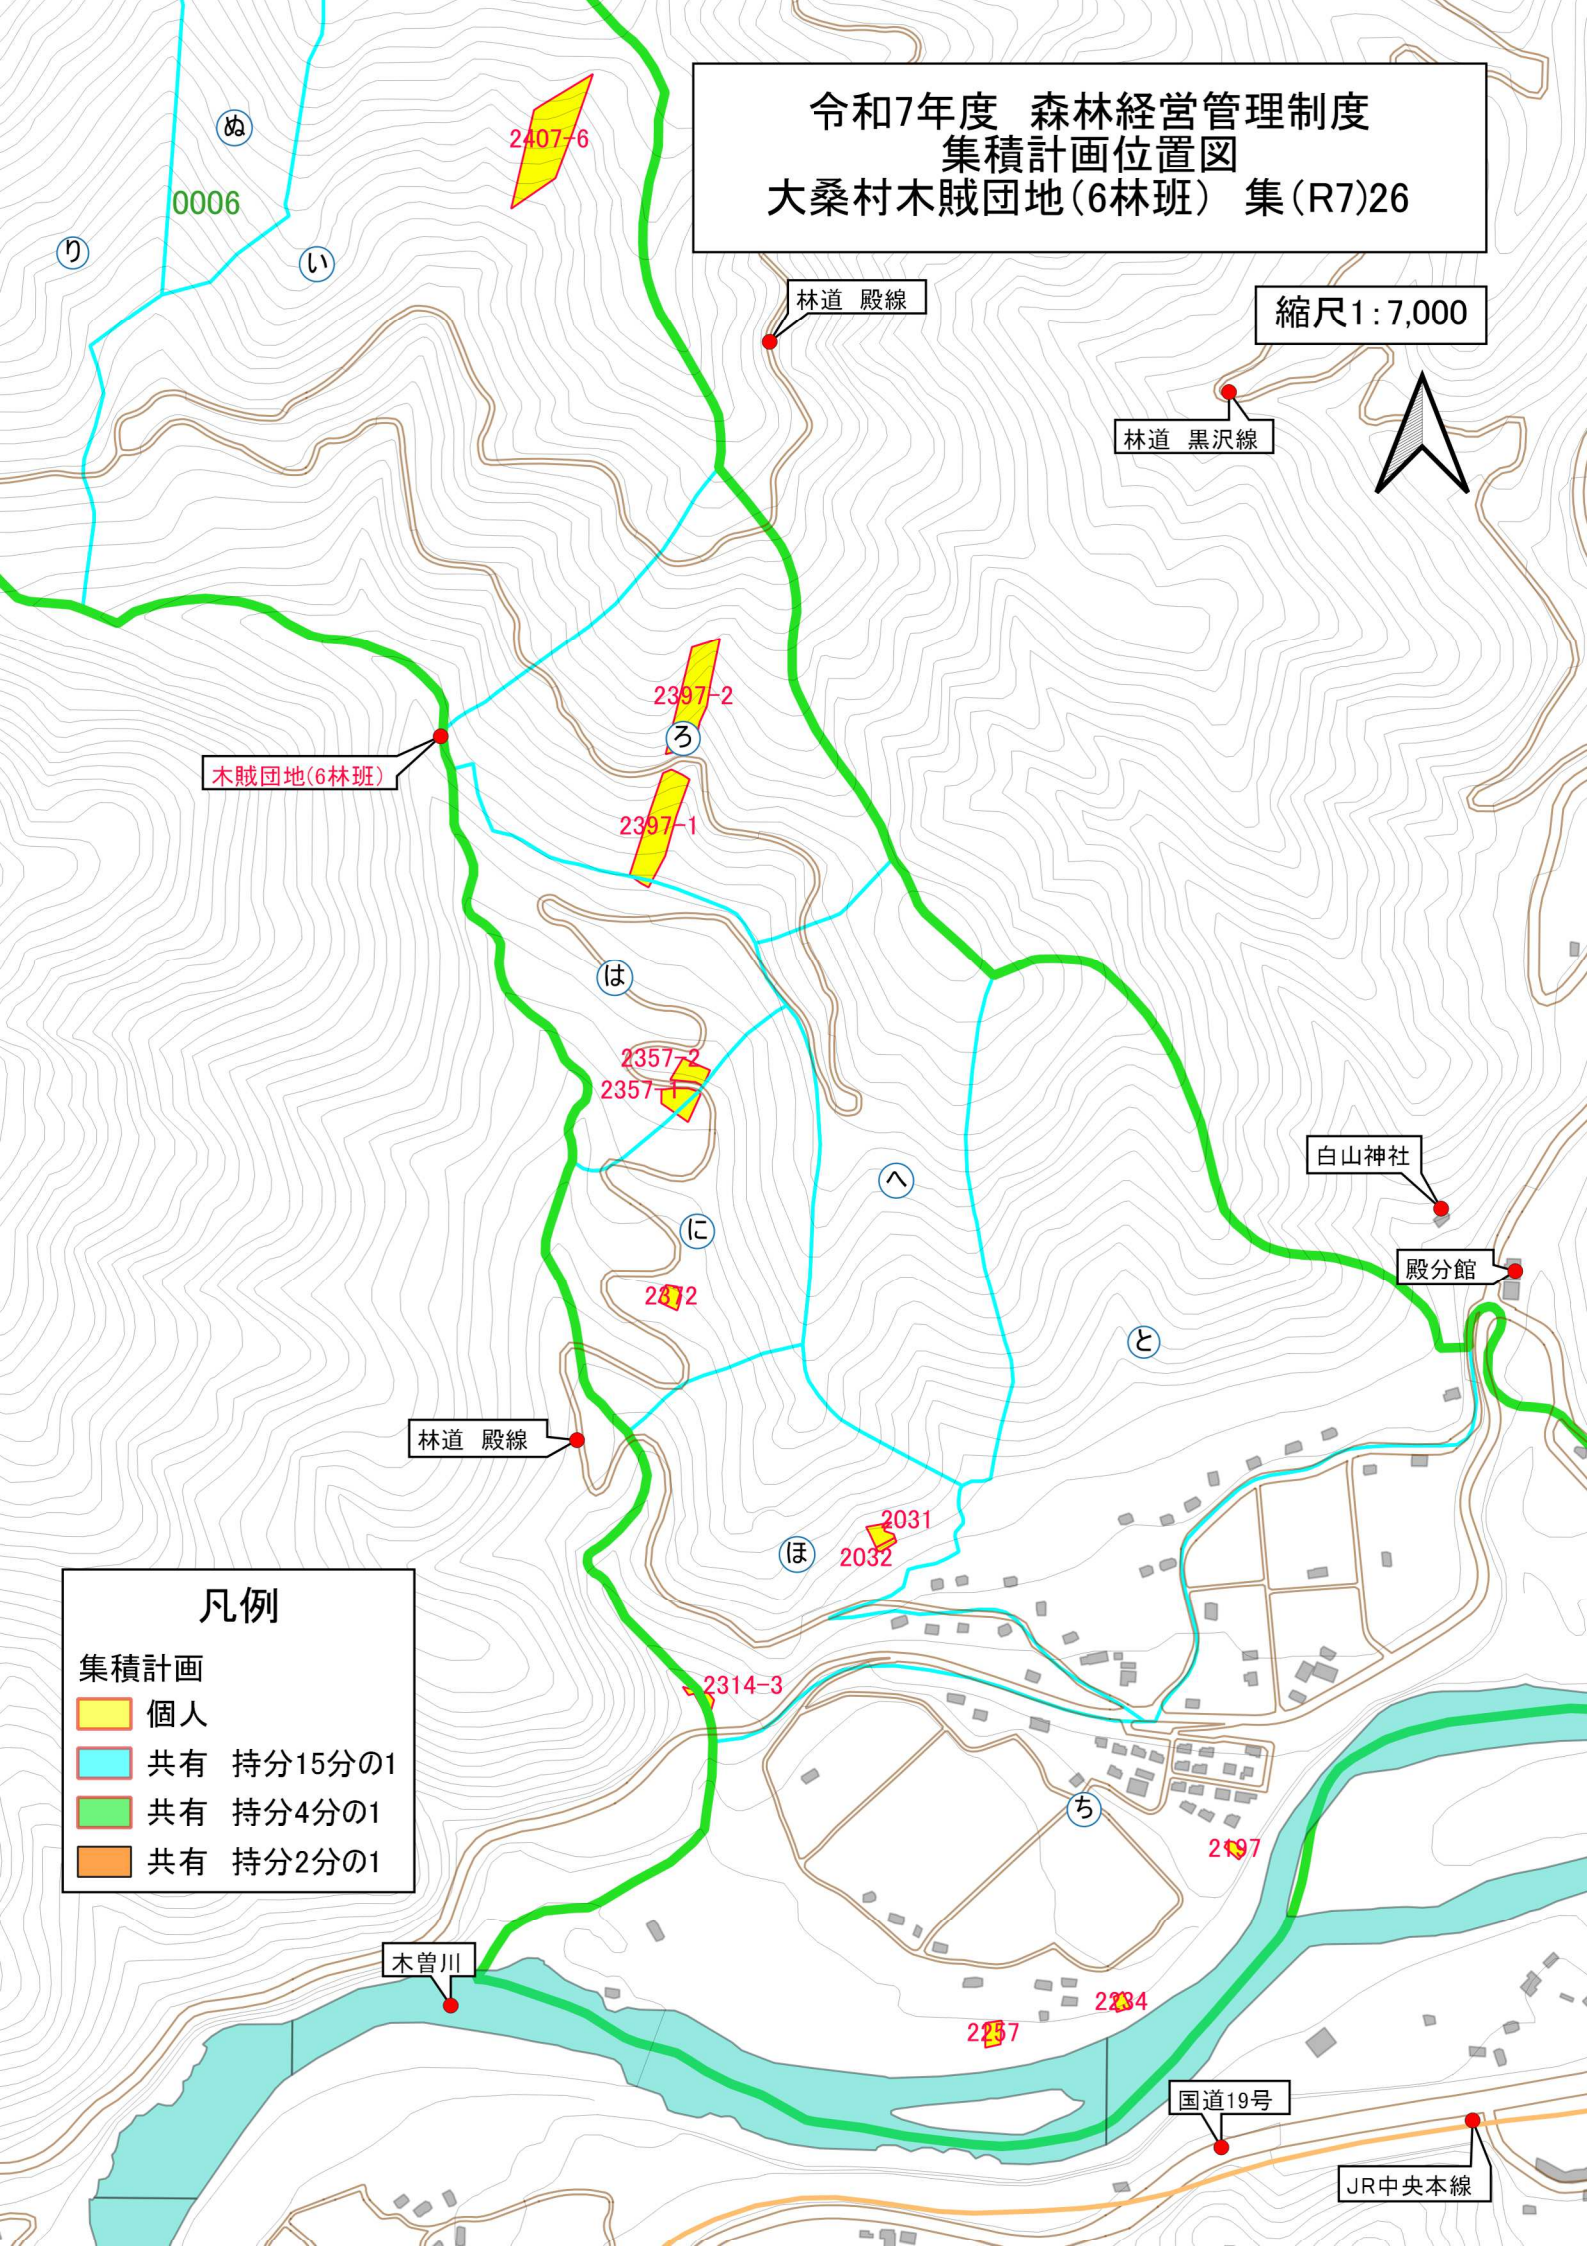 令和7年度　森林経営管理制度
集積計画位置図
大桑村木賊団地(6林班)　集(R7)26
縮尺1:7,000
2407-6
ぬ
0006
り
い
林道　殿線
林道　黒沢線
2397-2
ろ
木賊団地(6林班)
2397-1
は
2357-2
2357-1
白山神社
へ
に
殿分館
2372
と
林道　殿線
2031
ほ
2032
2314-3
ち
2197
凡例
集積計画
個人
共有　持分15分の1
共有　持分4分の1
共有　持分2分の1
木曽川
2234
2257
国道19号
JR中央本線